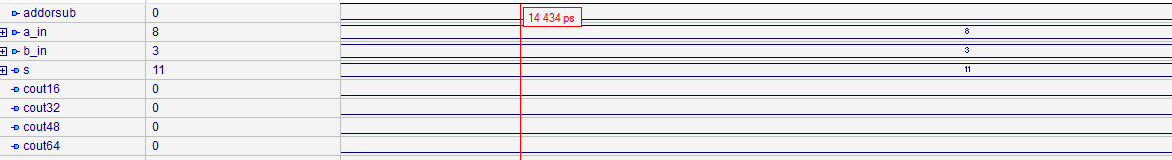 addorsub 0
14 434 ps
a_in 8 8
b_in 3 3
s 11 11
cout16 0
cout32 0
cout48 0
cout64 0